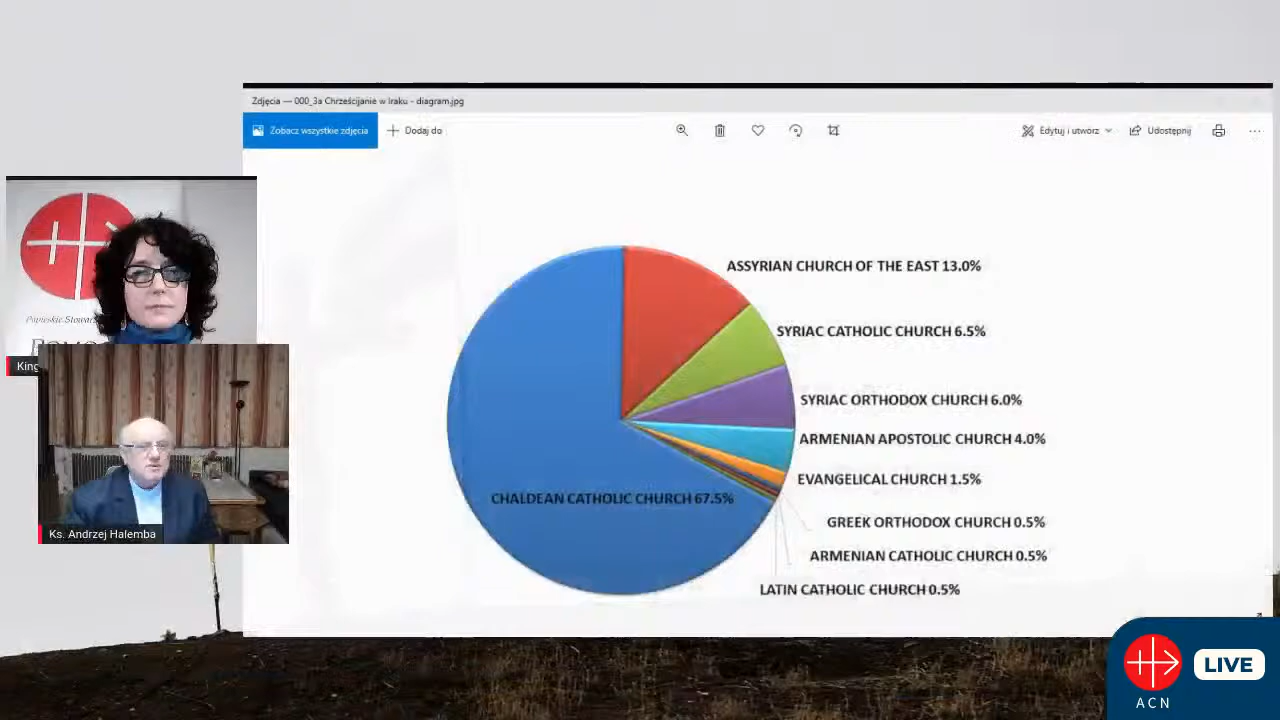 Zdjęcia — 000_3a Chrześcijanie w Iraku - diagram.jpg
Zobacz wszystkie zdjęcia
Dodaj do
Edytuj i utwórz
Udostępnij
ASSYRIAN CHURCH OF THE EAST 13.0%
SYRIAC CATHOLIC CHURCH 6.5%
SYRIAC ORTHODOX CHURCH 6.0%
ARMENIAN APOSTOLIC CHURCH 4.0%
EVANGELICAL CHURCH 1.5%
CHALDEAN CATHOLIC CHURCH 67.5%
GREEK ORTHODOX CHURCH 0.5%
ARMENIAN CATHOLIC CHURCH 0.5%
LATIN CATHOLIC CHURCH 0.5%
Papieskie Stowarz
King
Ks. Andrzej Halemba
LIVE
ACN